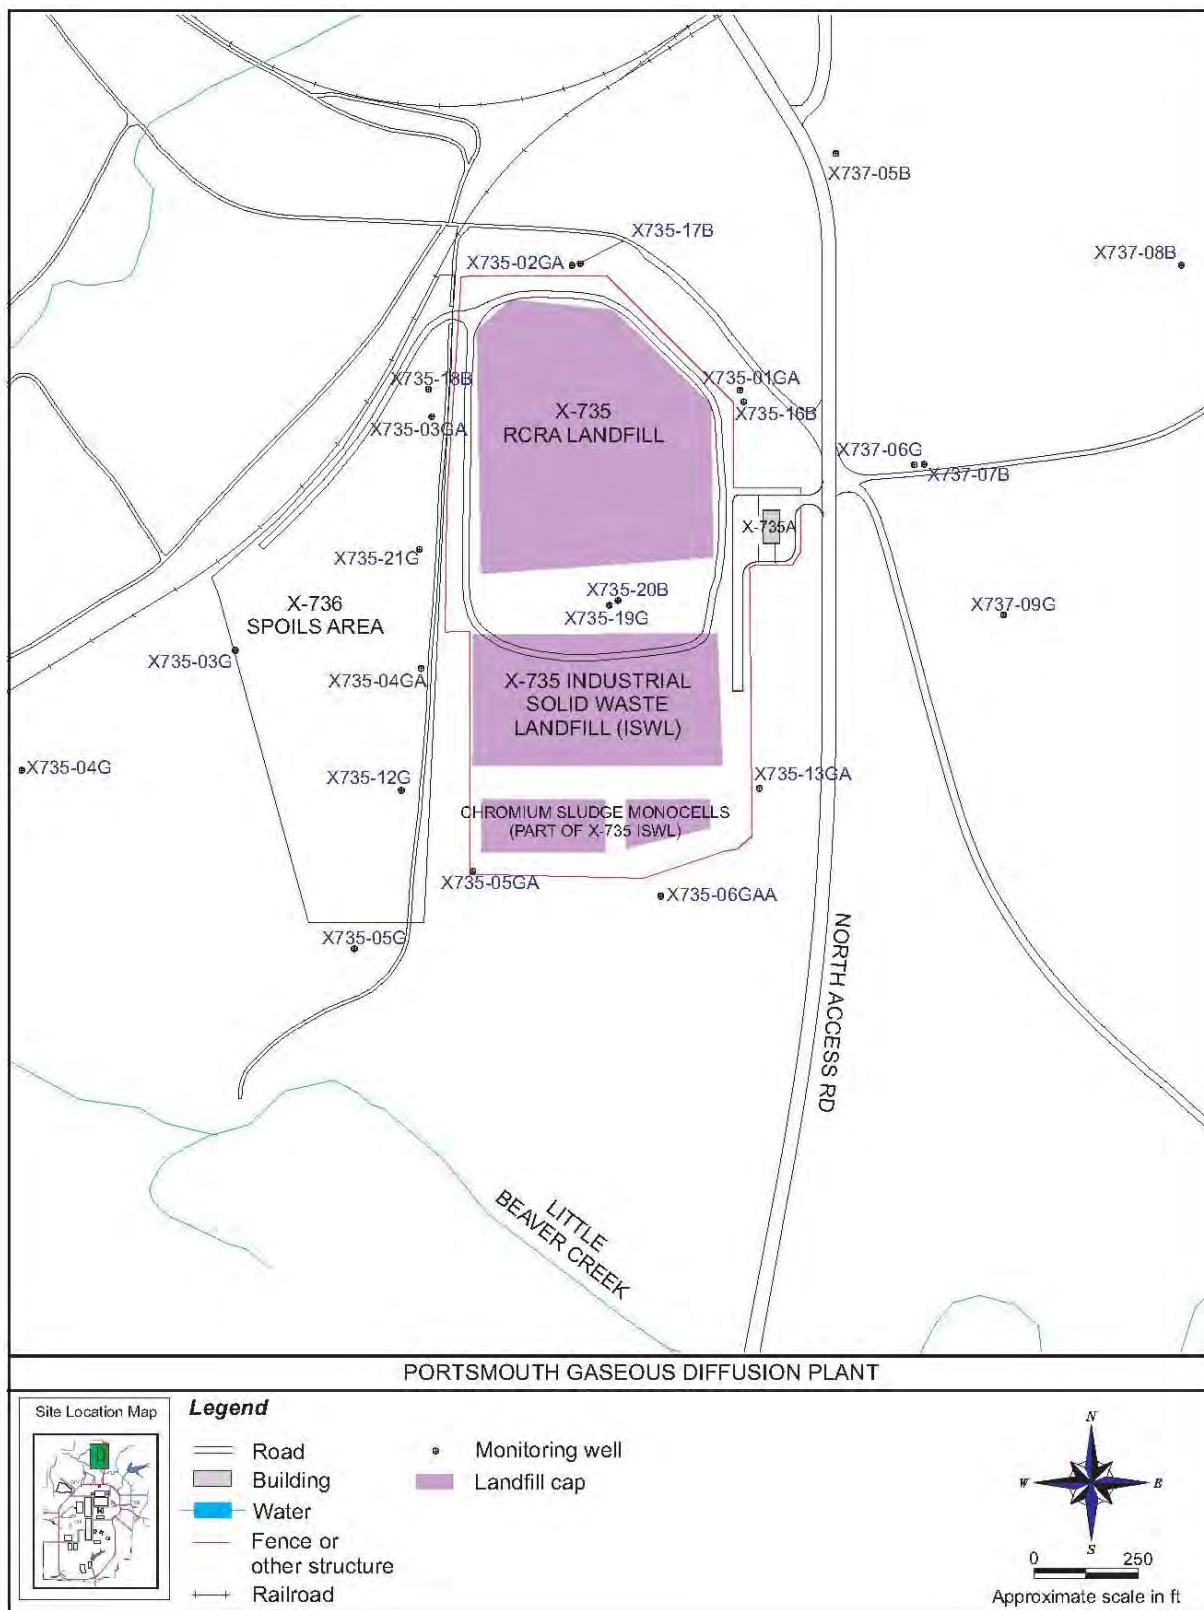 X737-05B
X735-17B
X735-02GA
X737-08B
X735-18B
X735-01GA
X735-03GA
X735-16B
X-735
RCRA LANDFILL
X737-06G
X737-07B
X-735A
X735-21G
X735-20B
X735-19G
X737-09G
X-736
SPOILS AREA
X735-03G
X735-04GA
X-735 INDUSTRIAL
SOLID WASTE
LANDFILL (ISWL)
X735-04G
X735-12G
X735-13GA
CHROMIUM SLUDGE MONOCELLS
(PART OF X-735 ISWL)
X735-05GA
X735-06GAA
X735-05G
NORTH ACCESS RD
LITTLE
BEAVER CREEK
PORTSMOUTH GASEOUS DIFFUSION PLANT
Site Location Map
Legend
Road
Building
Water
Fence or
other structure
Railroad
Monitoring well
Landfill cap
N
W E
S
0 250
Approximate scale in ft